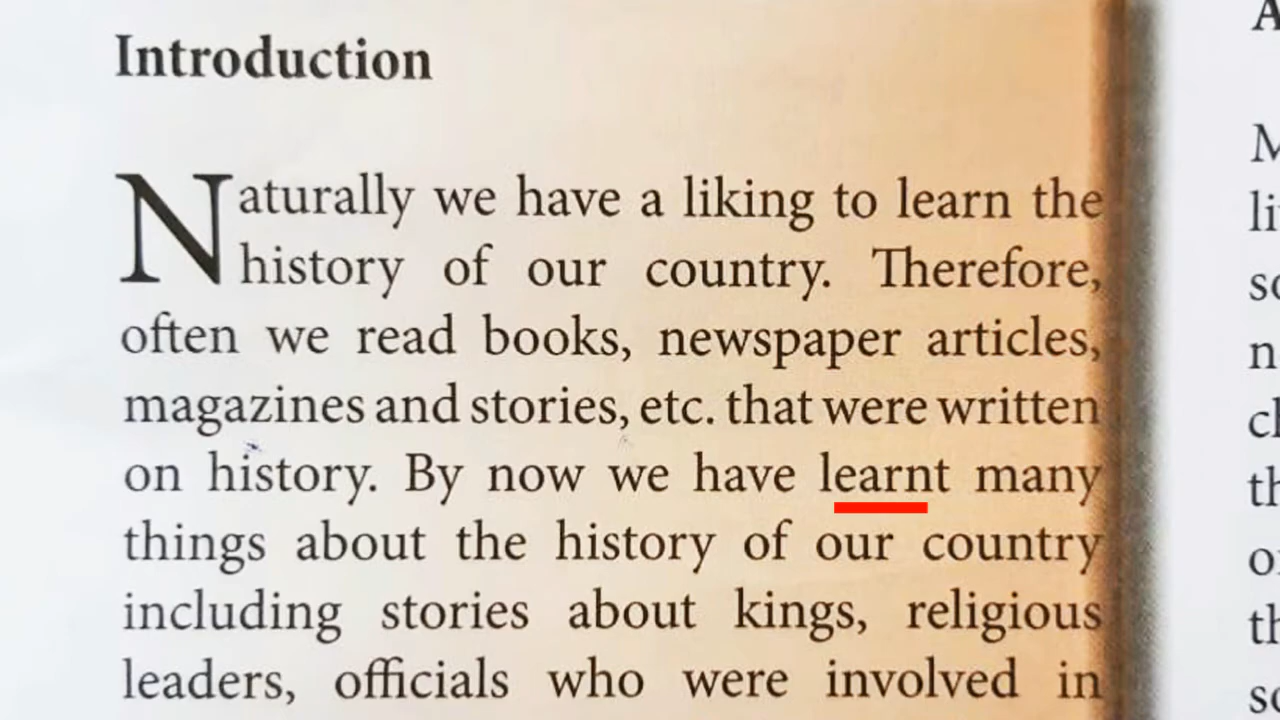 Introduction
Naturally we have a liking to learn the
history of our country. Therefore,
often we read books, newspaper articles,
magazines and stories, etc. that were written
on history. By now we have learnt many
things about the history of our country
including stories about kings, religious
leaders, officials who were involved in